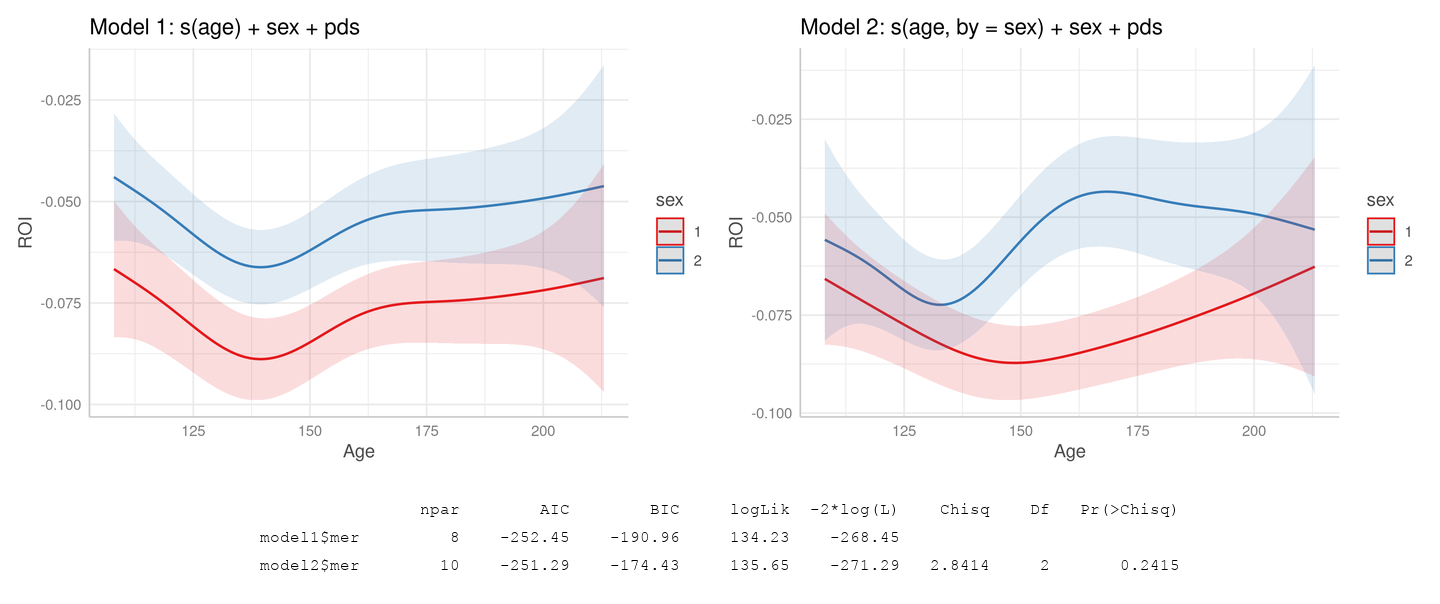 Model 1: s(age) + sex + pds
-0.025
-0.050
-0.075
-0.100
ROI
125 150 175 200
Age
sex
1
2
Model 2: s(age, by = sex) + sex + pds
-0.025
-0.050
-0.075
-0.100
ROI
125 150 175 200
Age
sex
1
2
npar AIC BIC logLik -2*log(L) Chisq Df Pr(>Chisq)
model1$mer 8 -252.45 -190.96 134.23 -268.45
model2$mer 10 -251.29 -174.43 135.65 -271.29 2.8414 2 0.2415